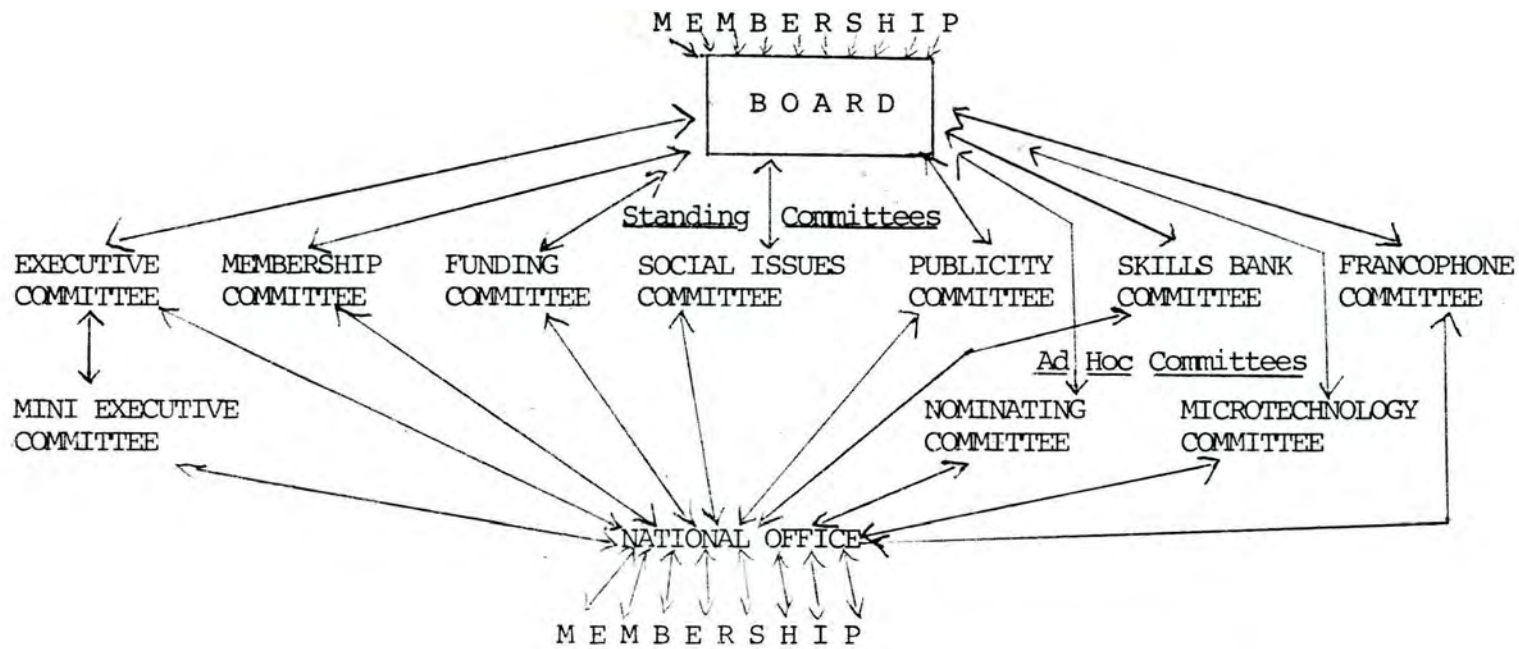 M E M B E R S H I P
B O A R D
Standing Committees
EXECUTIVE COMMITTEE
MEMBERSHIP COMMITTEE
FUNDING COMMITTEE
SOCIAL ISSUES COMMITTEE
PUBLICITY COMMITTEE
SKILLS BANK COMMITTEE
FRANCOPHONE COMMITTEE
Ad Hoc Committees
MINI EXECUTIVE COMMITTEE
NOMINATING COMMITTEE
MICROTECHNOLOGY COMMITTEE
NATIONAL OFFICE
M E M B E R S H I P